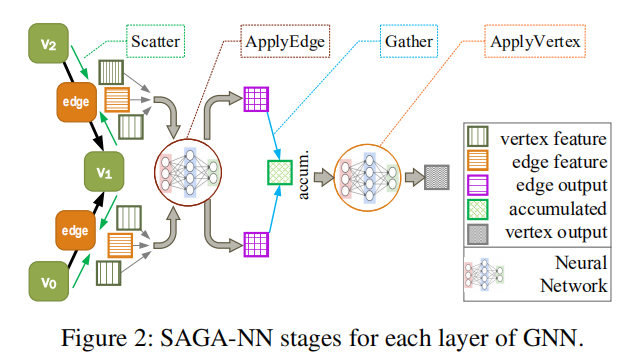 V2
Scatter
ApplyEdge
Gather
ApplyVertex
edge
V1
accum.
edge
V0
vertex feature
edge feature
edge output
accumulated
vertex output
Neural
Network
Figure 2: SAGA-NN stages for each layer of GNN.